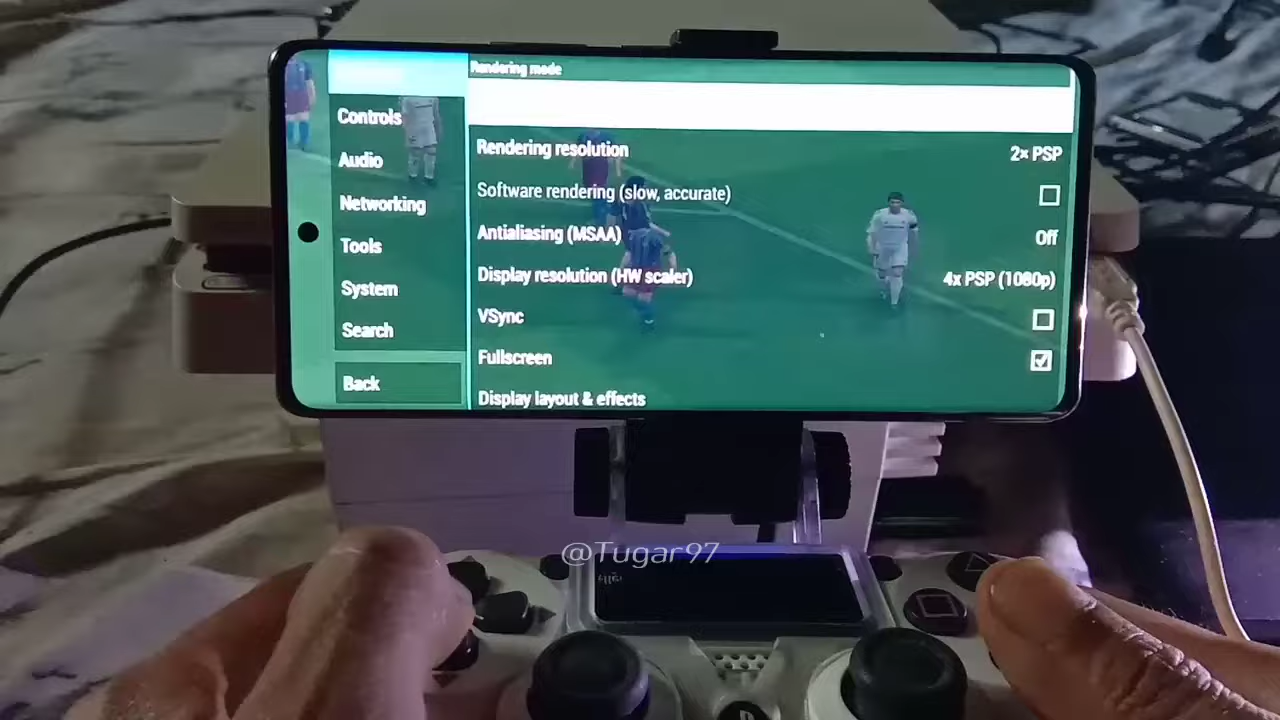 Rendering mode
Controls
Audio
Networking
Tools
System
Search
Back
Rendering resolution 2× PSP
Software rendering (slow, accurate)
Antialiasing (MSAA) Off
Display resolution (HW scaler) 4x PSP (1080p)
VSync
Fullscreen
Display layout & effects
@Tugar97